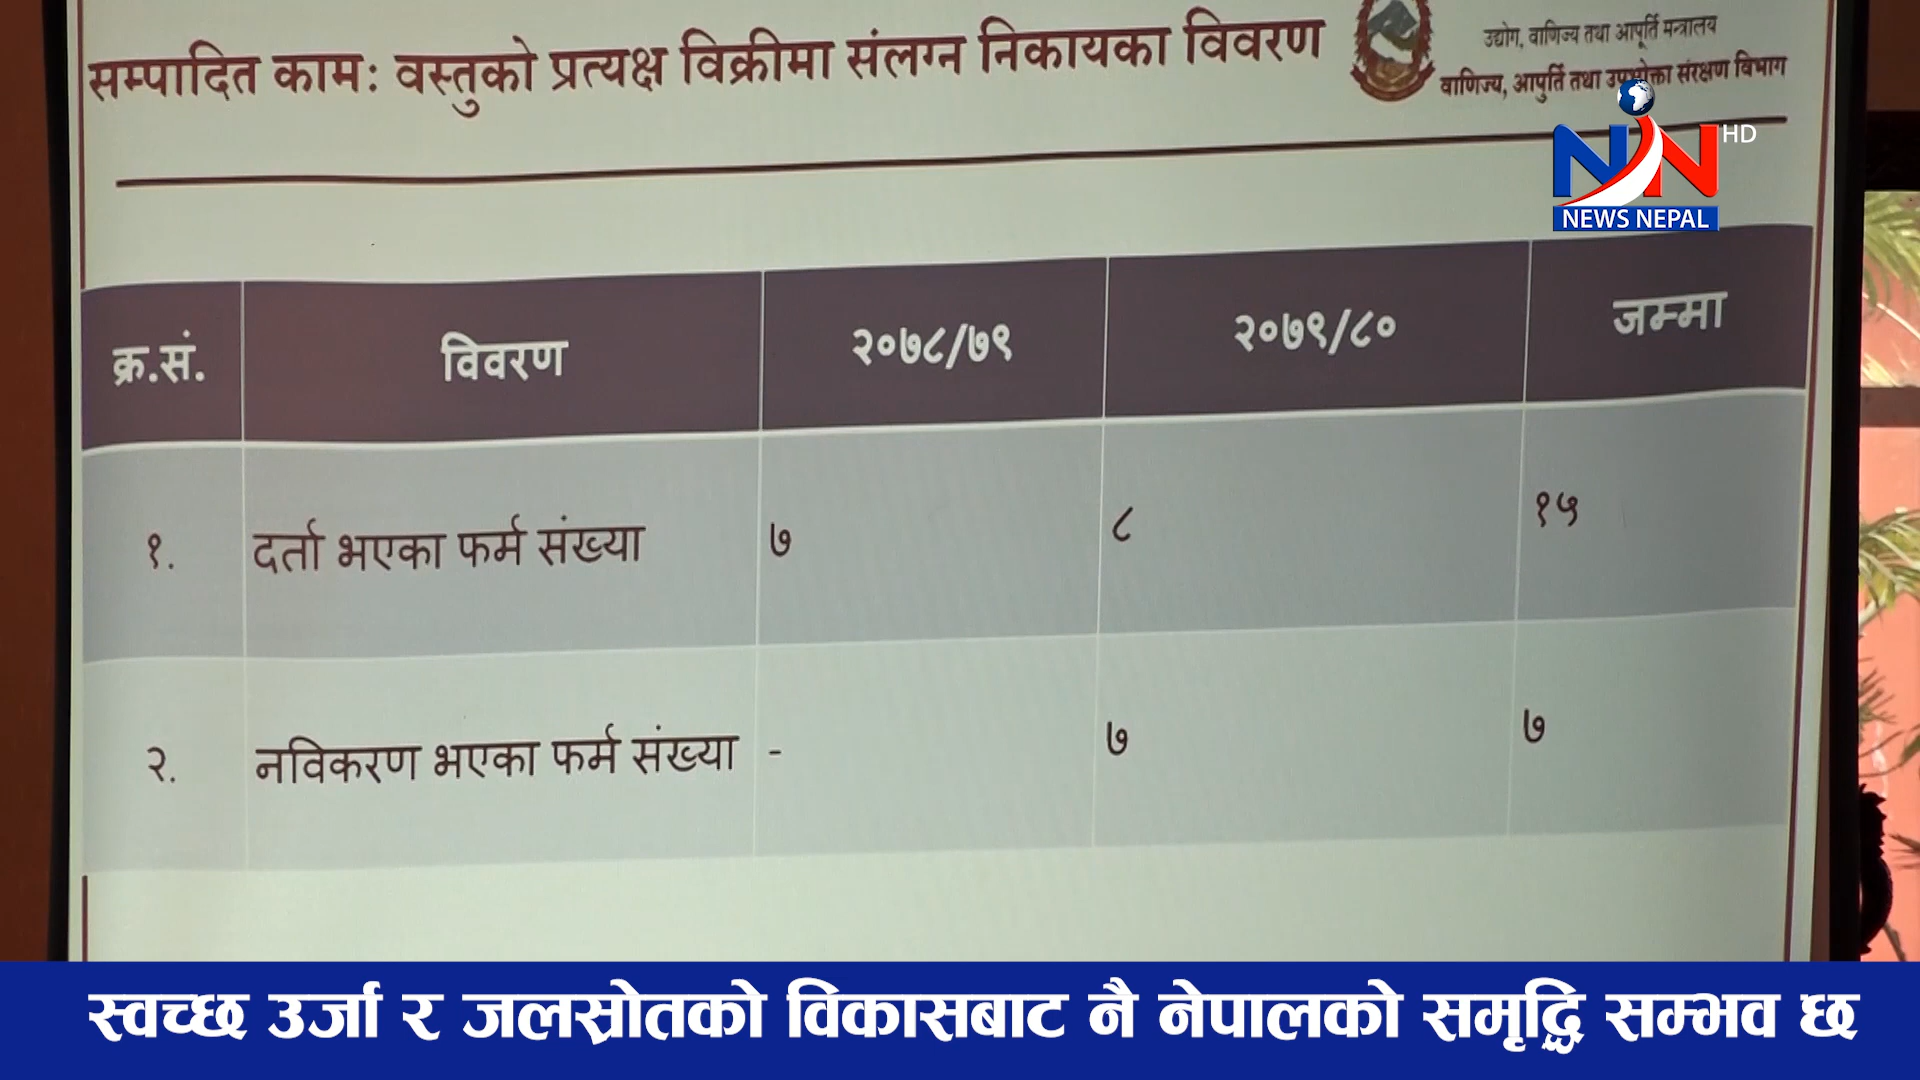 सम्पादित काम: वस्तुको प्रत्यक्ष विक्रीमा संलग्न निकायका विवरण
उद्योग, वाणिज्य तथा आपूर्ति मन्त्रालय
वाणिज्य, आपुर्ति तथा उपभोक्ता संरक्षण विभाग
NN HD
NEWS NEPAL
क्र.सं. विवरण २०७८/७९ २०७९/८० जम्मा
१. दर्ता भएका फर्म संख्या ७ ८ १५
२. नविकरण भएका फर्म संख्या - ७ ७
स्वच्छ उर्जा र जलस्रोतको विकासबाट नै नेपालको समृद्धि सम्भव छ